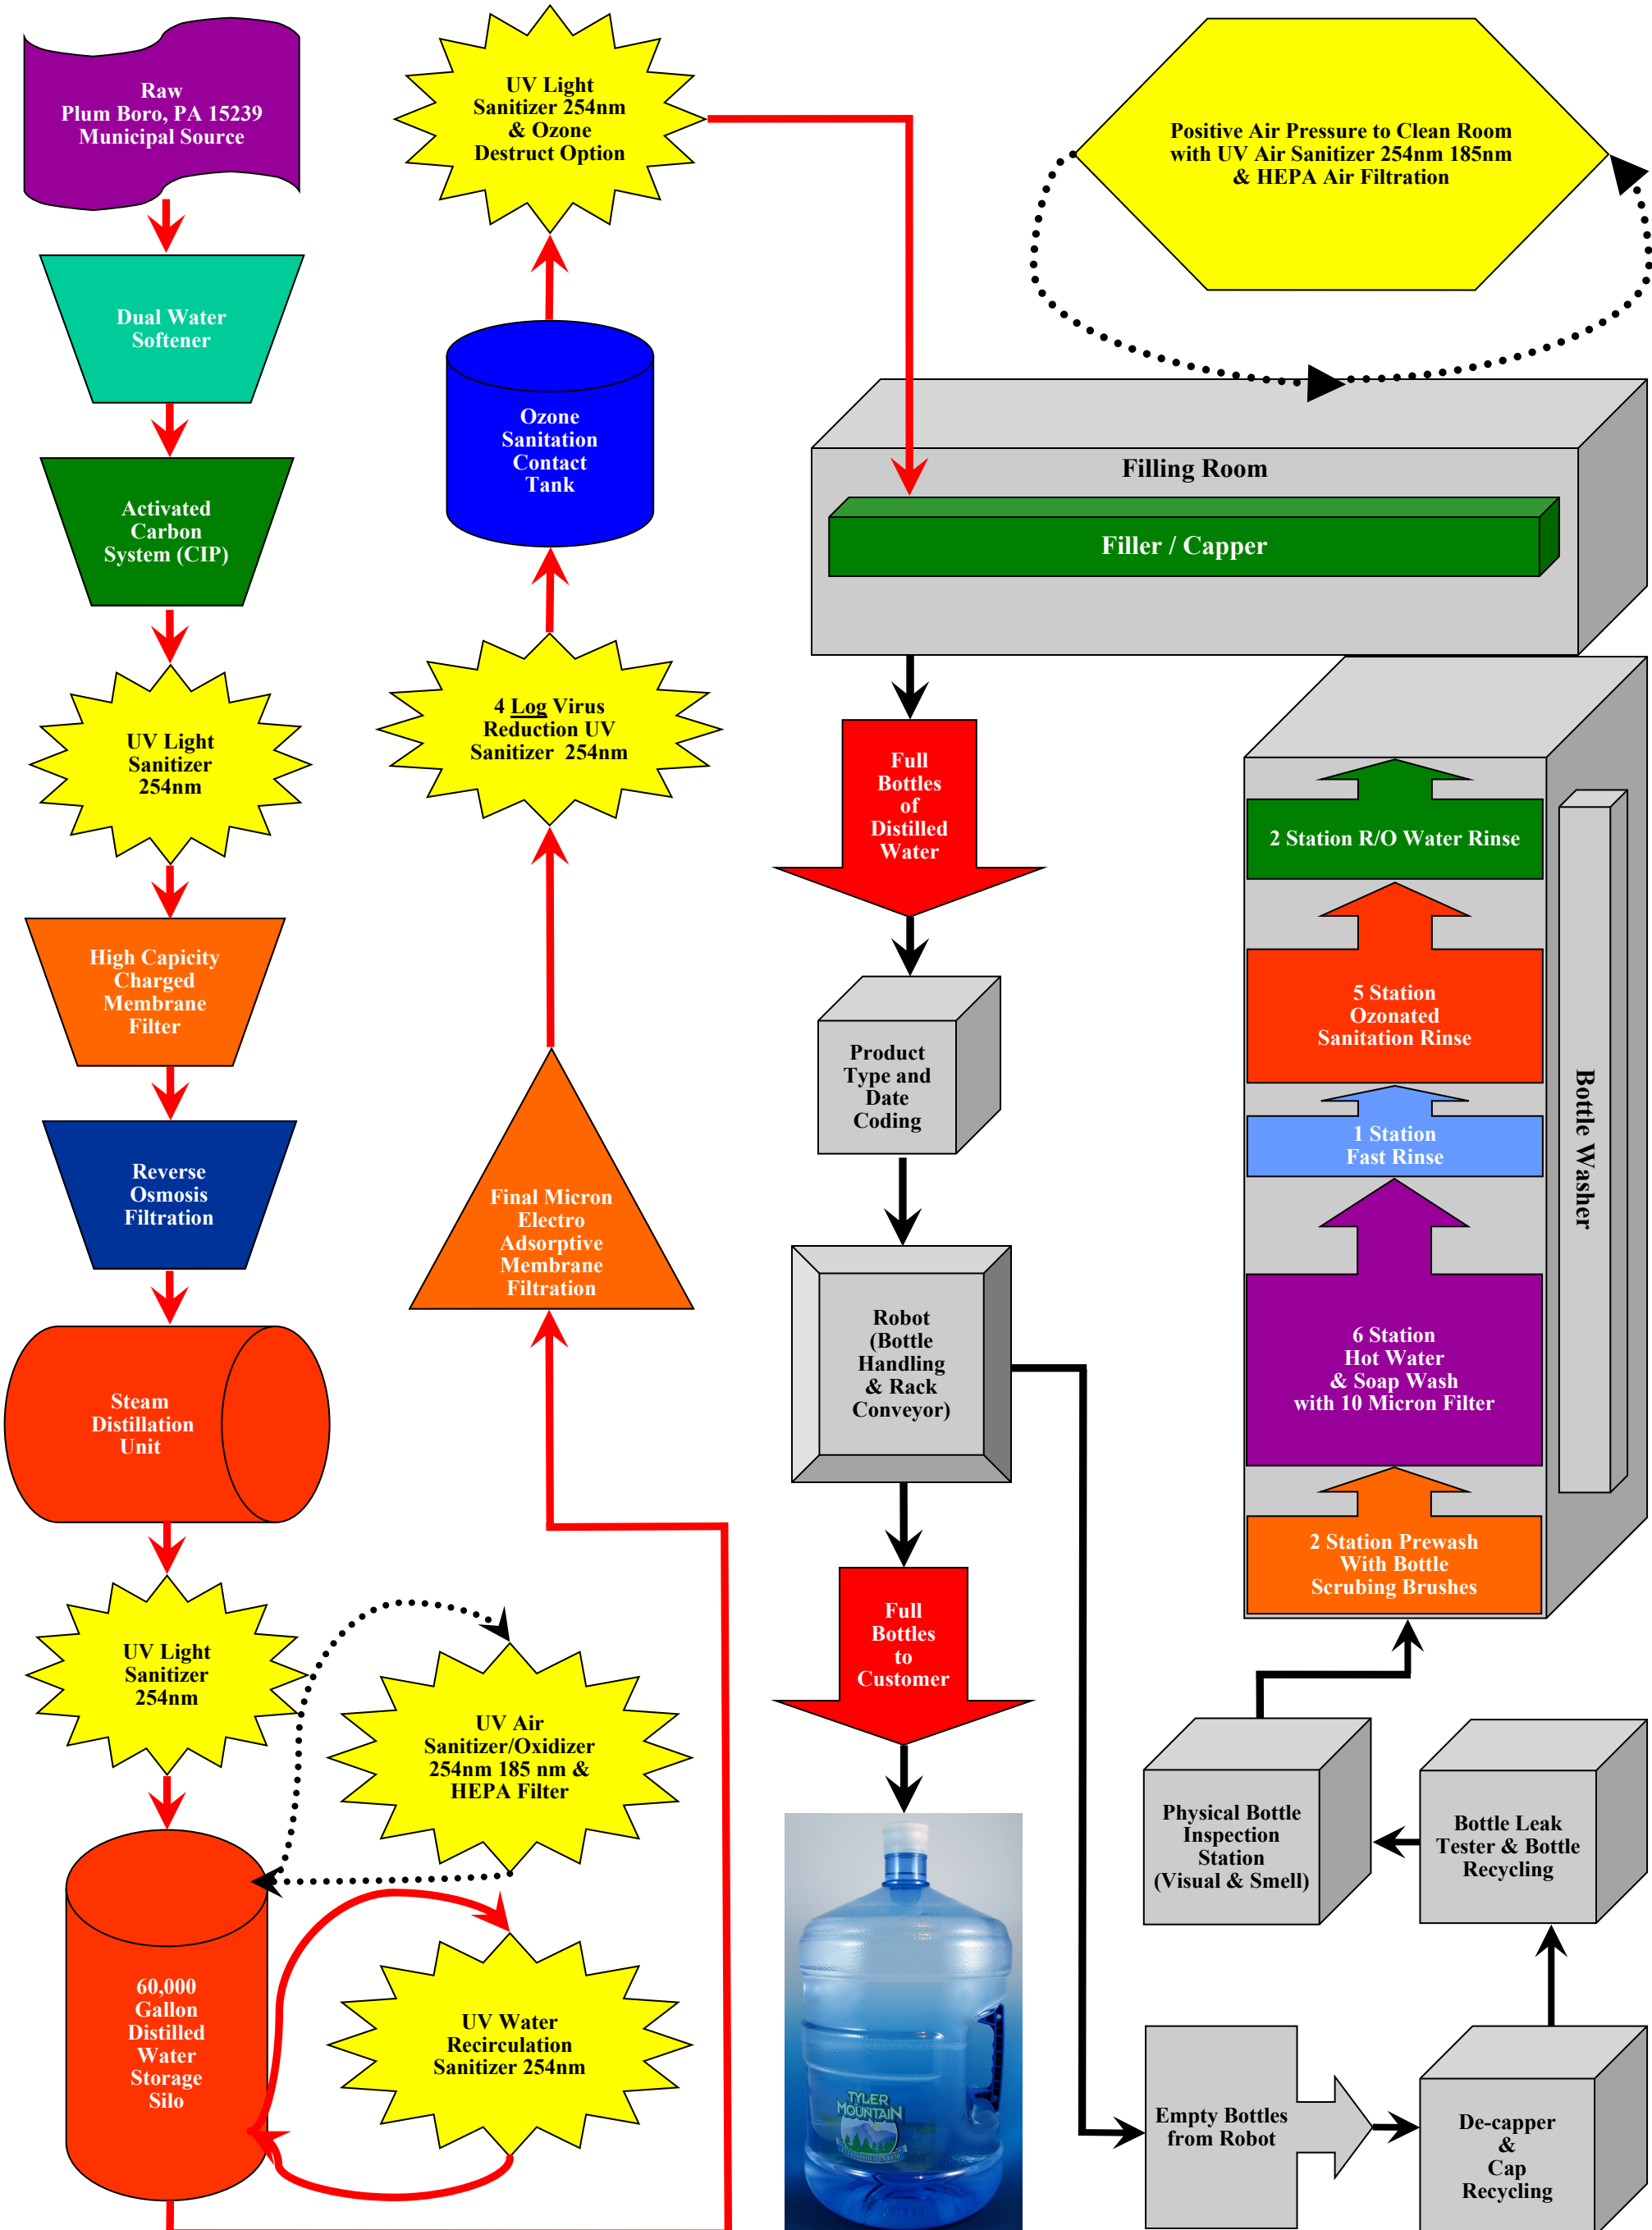 Raw
Plum Boro, PA 15239
Municipal Source
Dual Water
Softener
Activated
Carbon
System (CIP)
UV Light
Sanitizer
254nm
High Capicity
Charged
Membrane
Filter
Reverse
Osmosis
Filtration
Steam
Distillation
Unit
UV Light
Sanitizer
254nm
60,000
Gallon
Distilled
Water
Storage
Silo
UV Air
Sanitizer/Oxidizer
254nm 185 nm &
HEPA Filter
UV Water
Recirculation
Sanitizer 254nm
Final Micron
Electro
Adsorptive
Membrane
Filtration
4 Log Virus
Reduction UV
Sanitizer 254nm
Ozone
Sanitation
Contact
Tank
UV Light
Sanitizer 254nm
& Ozone
Destruct Option
Positive Air Pressure to Clean Room
with UV Air Sanitizer 254nm 185nm
& HEPA Air Filtration
Filling Room
Filler / Capper
Full
Bottles
of
Distilled
Water
Product
Type and
Date
Coding
Robot
(Bottle
Handling
& Rack
Conveyor)
Full
Bottles
to
Customer
TYLER
MOUNTAIN
Empty Bottles
from Robot
De-capper
&
Cap
Recycling
Bottle Leak
Tester & Bottle
Recycling
Physical Bottle
Inspection
Station
(Visual & Smell)
2 Station R/O Water Rinse
5 Station
Ozonated
Sanitation Rinse
1 Station
Fast Rinse
6 Station
Hot Water
& Soap Wash
with 10 Micron Filter
2 Station Prewash
With Bottle
Scrubing Brushes
Bottle Washer